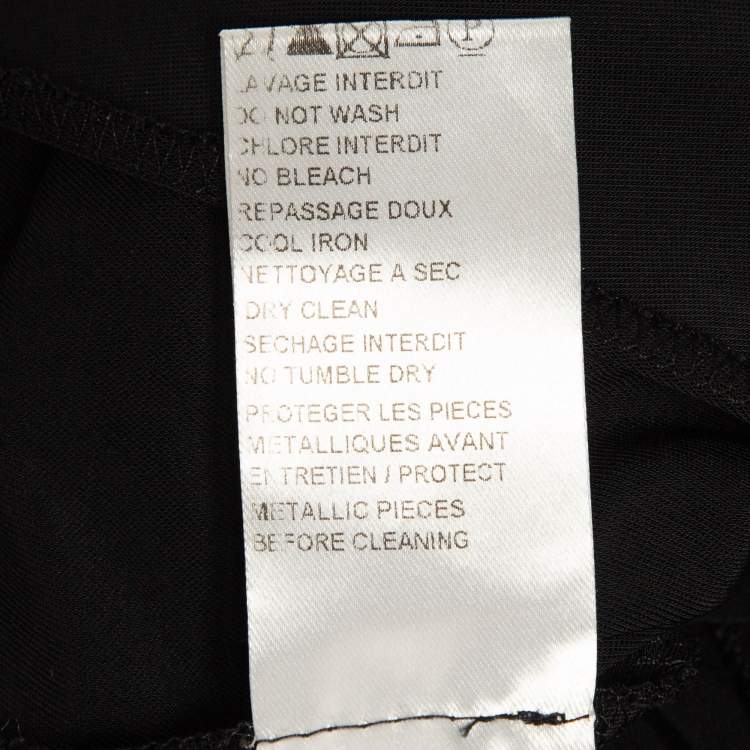 P
LAVAGE INTERDIT
DO NOT WASH
CHLORE INTERDIT
NO BLEACH
REPASSAGE DOUX
COOL IRON
NETTOYAGE A SEC
DRY CLEAN
SECHAGE INTERDIT
NO TUMBLE DRY
PROTEGER LES PIECES
METALLIQUES AVANT
ENTRETIEN / PROTECT
METALLIC PIECES
BEFORE CLEANING